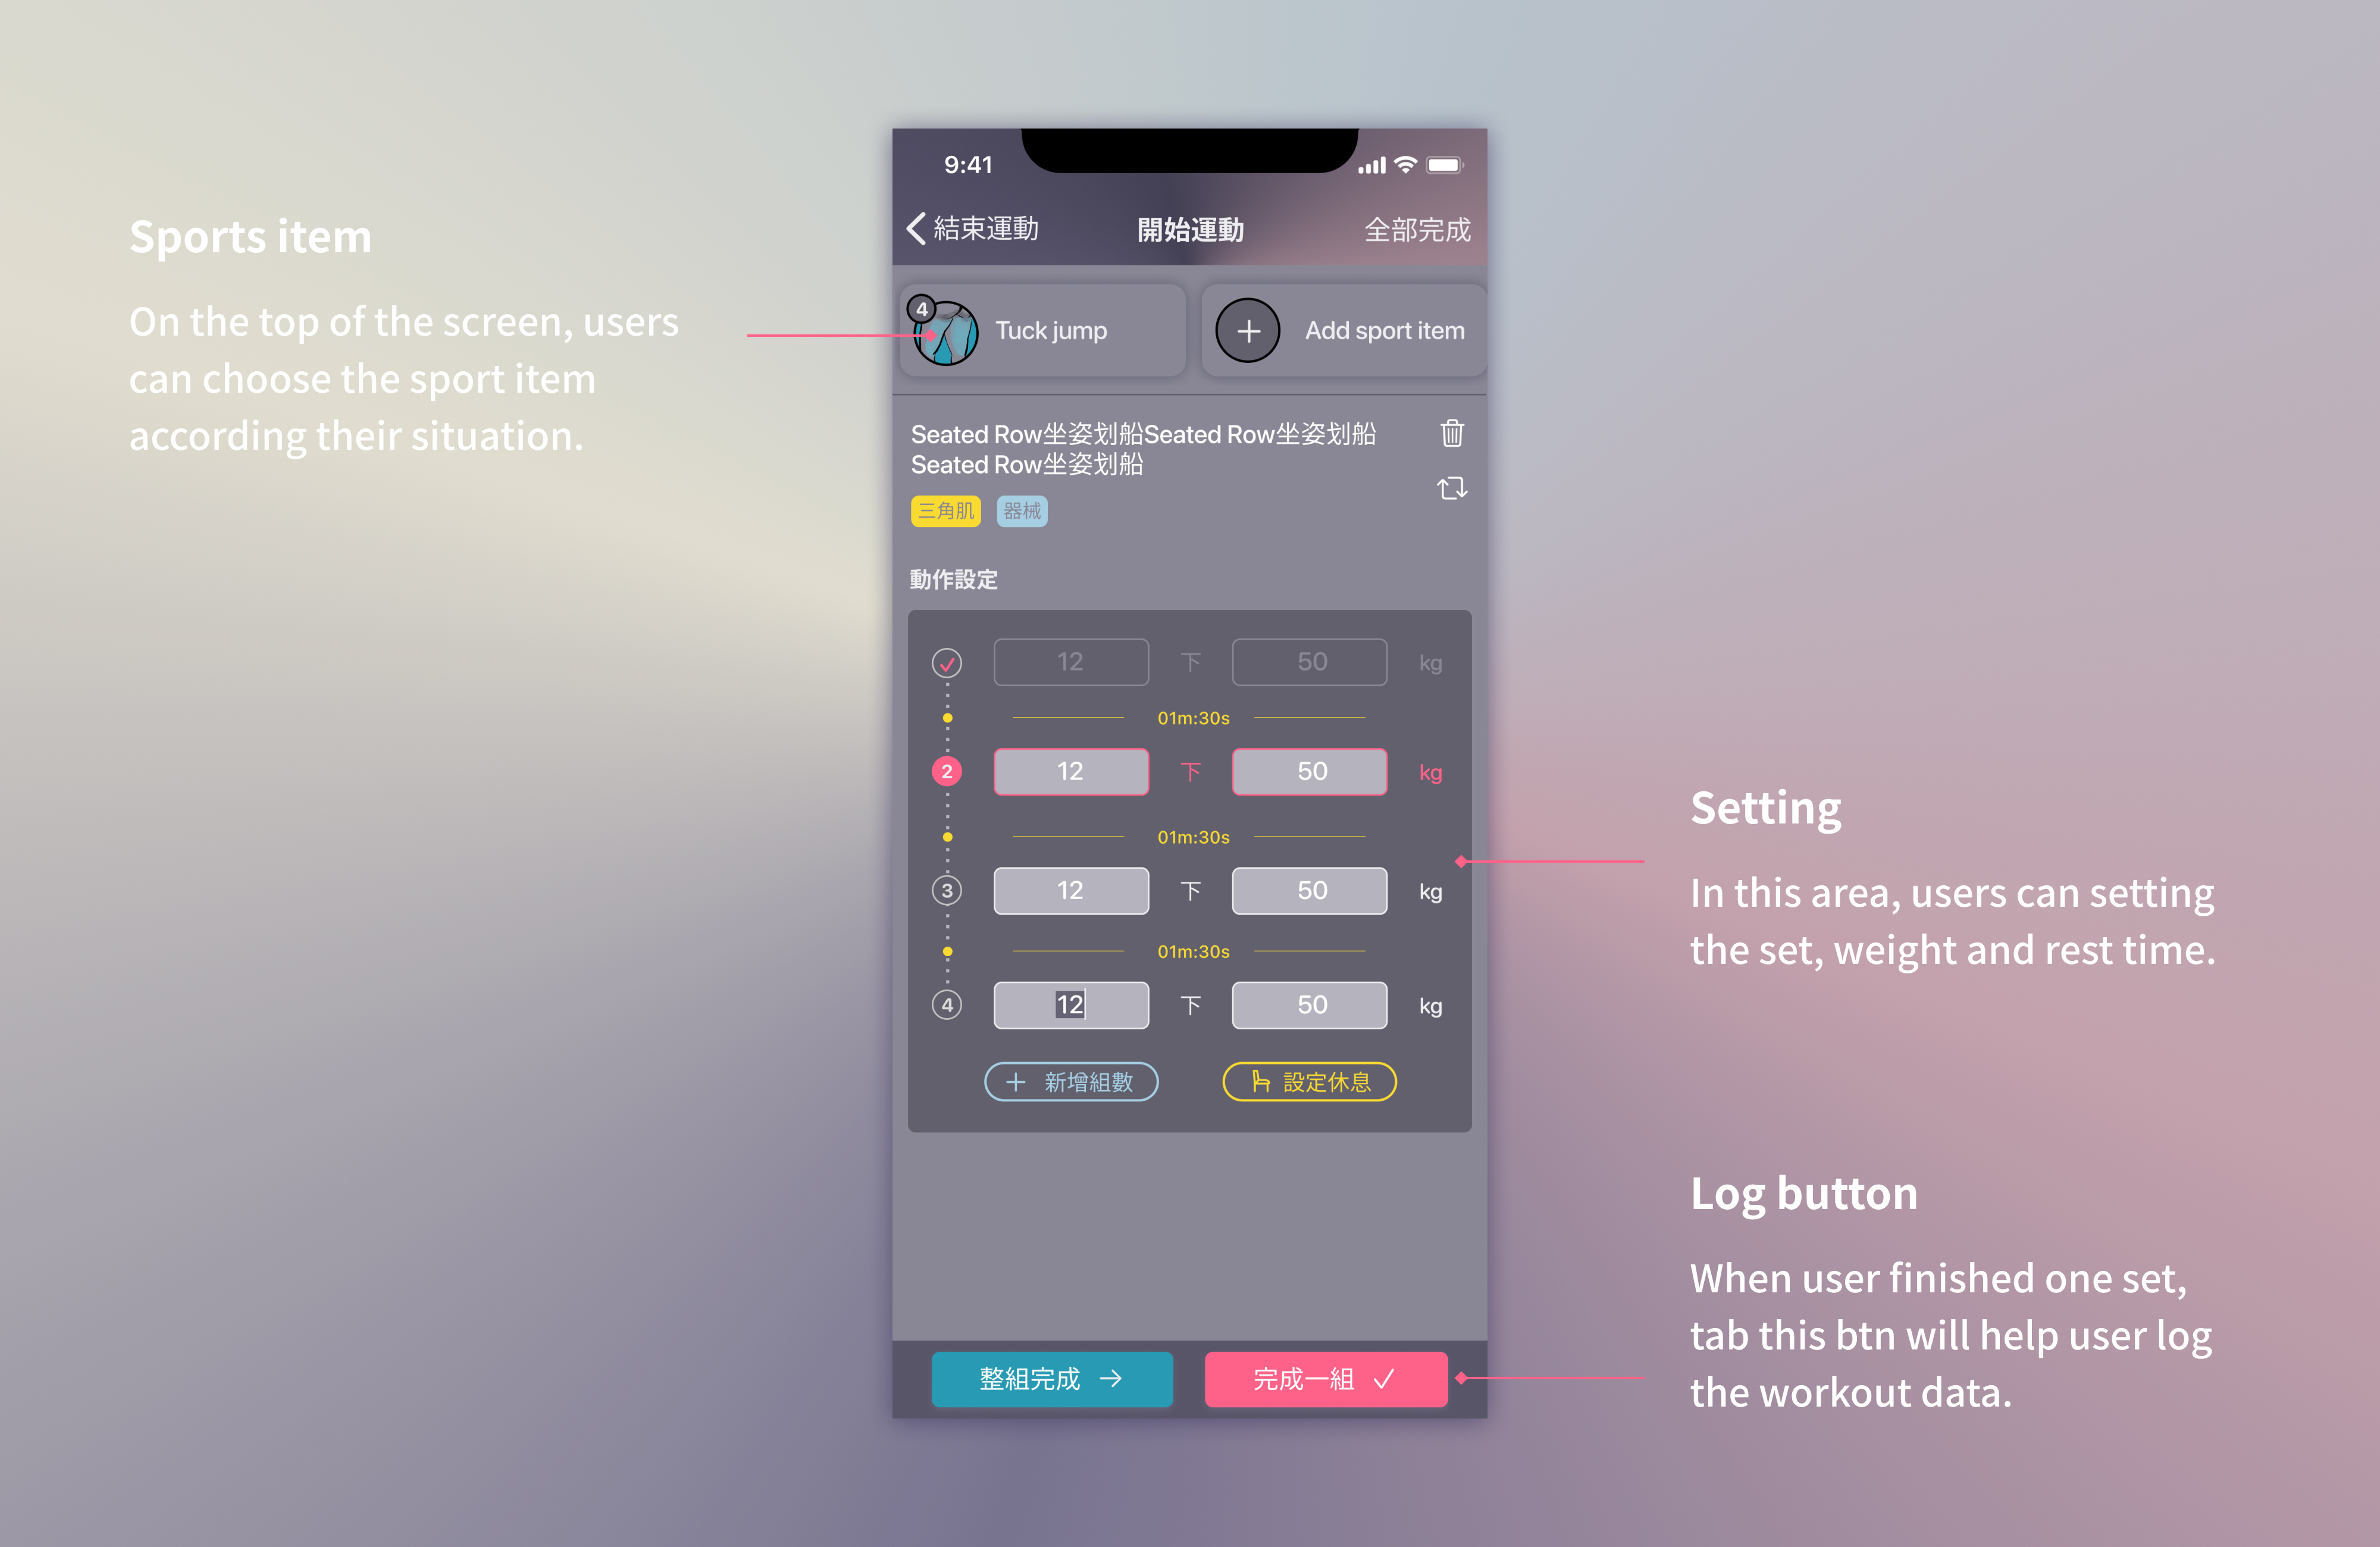 Sports item
On the top of the screen, users
can choose the sport item
according their situation.
9:41
結束運動
開始運動
全部完成
4
Tuck jump
Add sport item
Seated Row坐姿划船Seated Row坐姿划船
Seated Row坐姿划船
三角肌
器械
動作設定
12 下 50 kg
01m:30s
2 12 下 50 kg
01m:30s
3 12 下 50 kg
01m:30s
4 12 下 50 kg
新增組數
設定休息
整組完成
完成一組
Setting
In this area, users can setting
the set, weight and rest time.
Log button
When user finished one set,
tab this btn will help user log
the workout data.